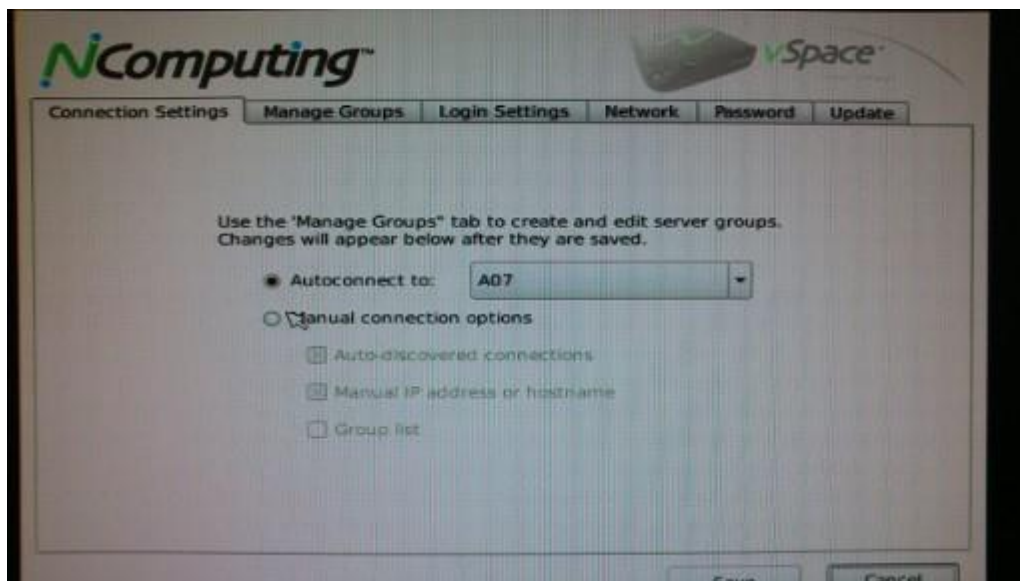 NComputing™
vSpace
Connection Settings Manage Groups Login Settings Network Password Update
Use the 'Manage Groups" tab to create and edit server groups.
Changes will appear below after they are saved.
Autoconnect to: A07
Manual connection options
Auto-discovered connections
Manual IP address or hostname
Group list
Save Cancel